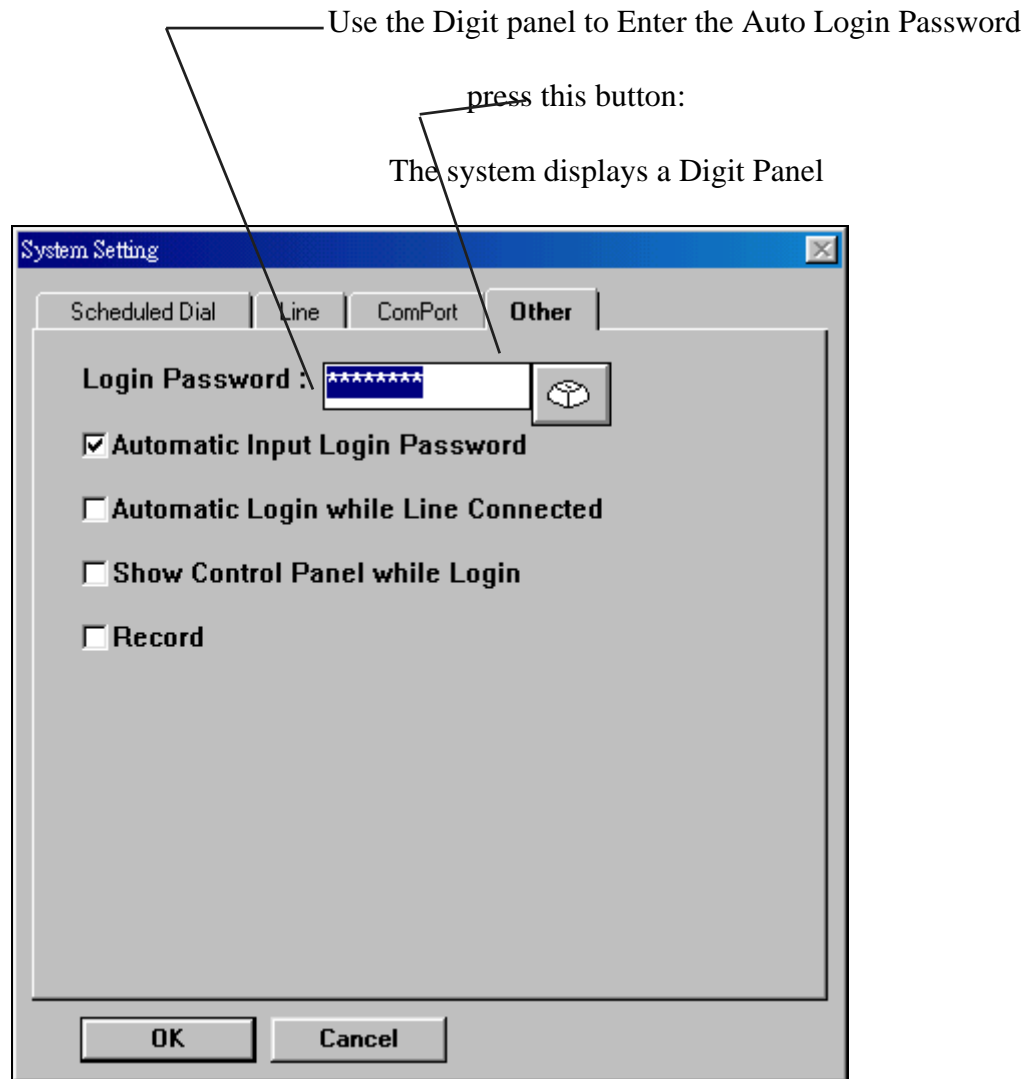 Use the Digit panel to Enter the Auto Login Password
press this button:
The system displays a Digit Panel
System Setting
Scheduled Dial Line ComPort Other
Login Password : ********
Automatic Input Login Password
Automatic Login while Line Connected
Show Control Panel while Login
Record
OK Cancel